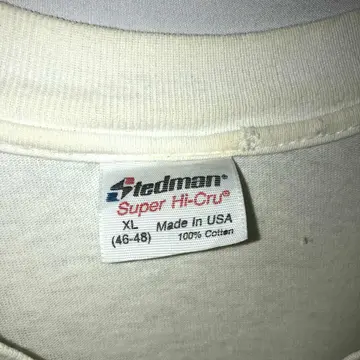 Stedman®
Super Hi-Cru®
XL Made In USA
(46-48) 100% Cotton